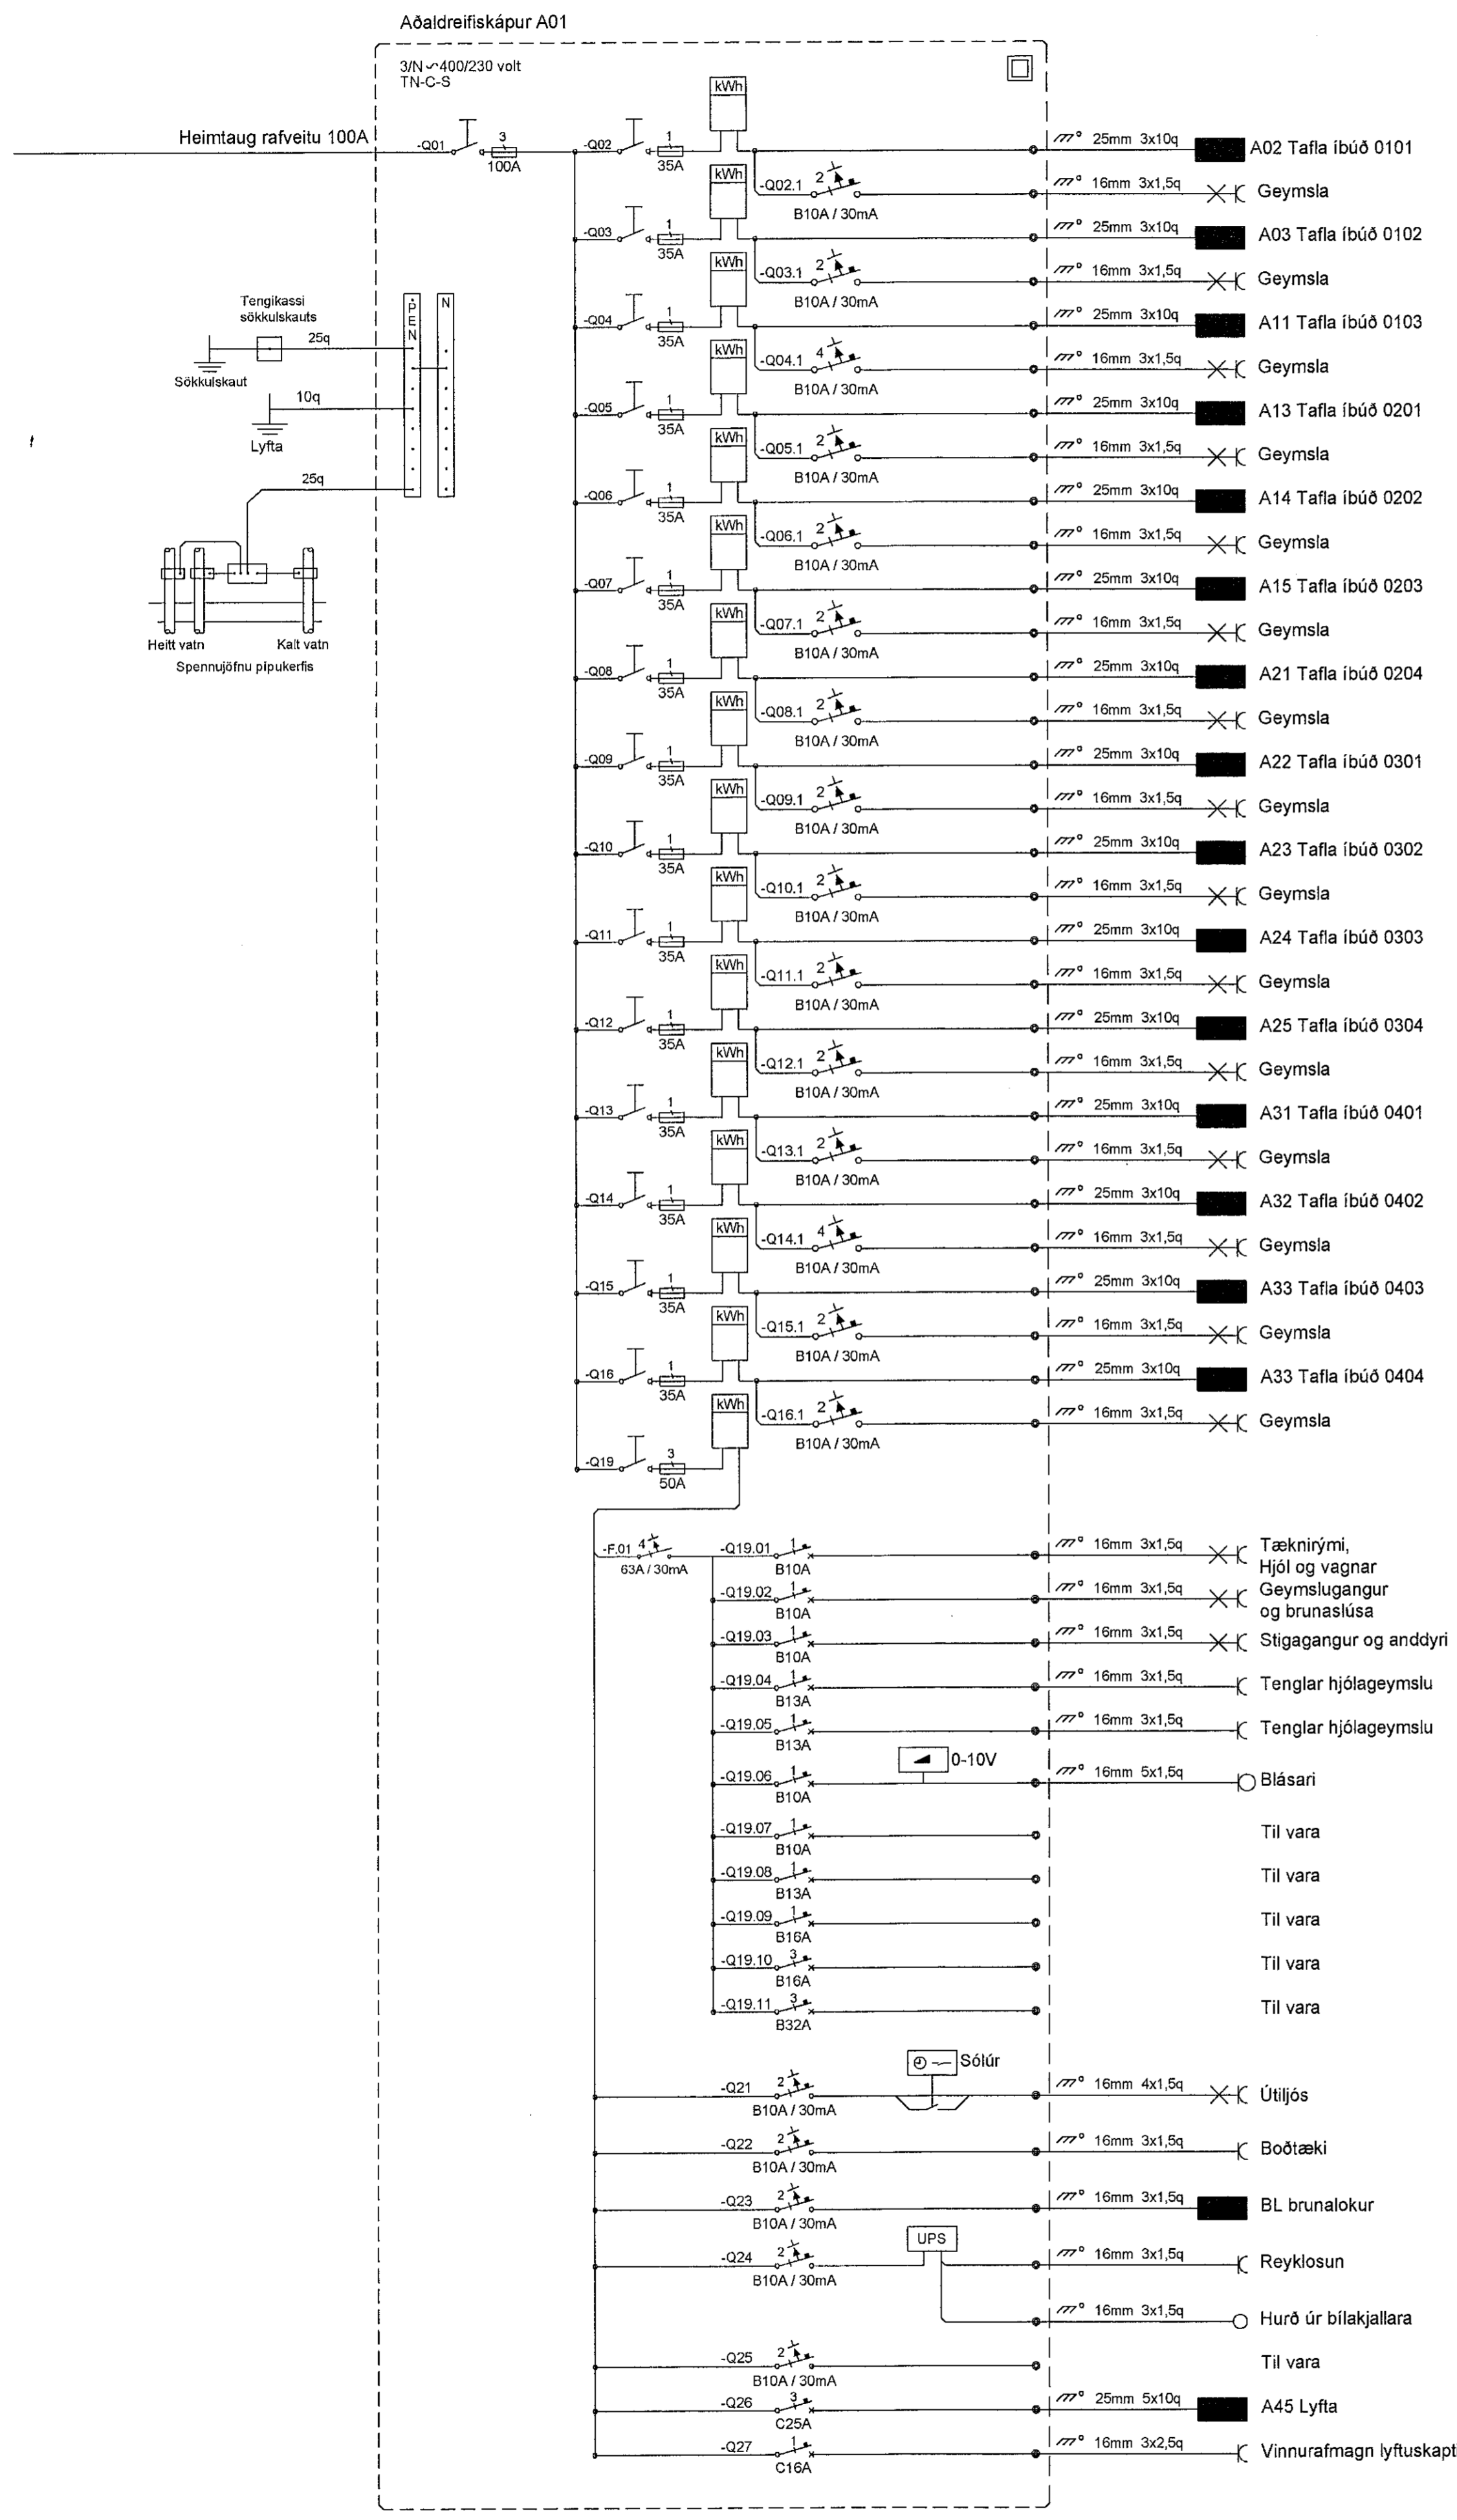 Aðaldreifiskápur A01
3/N ~400/230 volt
TN-C-S
Heimtaug rafveitu 100A
-Q01
3
100A
-Q02
1
35A
kWh
25mm 3x10q
A02 Tafla íbúð 0101
-Q02.1
2
B10A / 30mA
16mm 3x1,5q
Geymsla
-Q03
1
35A
kWh
25mm 3x10q
A03 Tafla íbúð 0102
-Q03.1
2
B10A / 30mA
16mm 3x1,5q
Geymsla
-Q04
1
35A
kWh
25mm 3x10q
A11 Tafla íbúð 0103
-Q04.1
4
B10A / 30mA
16mm 3x1,5q
Geymsla
-Q05
1
35A
kWh
25mm 3x10q
A13 Tafla íbúð 0201
-Q05.1
2
B10A / 30mA
16mm 3x1,5q
Geymsla
-Q06
1
35A
kWh
25mm 3x10q
A14 Tafla íbúð 0202
-Q06.1
2
B10A / 30mA
16mm 3x1,5q
Geymsla
-Q07
1
35A
kWh
25mm 3x10q
A15 Tafla íbúð 0203
-Q07.1
2
B10A / 30mA
16mm 3x1,5q
Geymsla
-Q08
1
35A
kWh
25mm 3x10q
A21 Tafla íbúð 0204
-Q08.1
2
B10A / 30mA
16mm 3x1,5q
Geymsla
-Q09
1
35A
kWh
25mm 3x10q
A22 Tafla íbúð 0301
-Q09.1
2
B10A / 30mA
16mm 3x1,5q
Geymsla
-Q10
1
35A
kWh
25mm 3x10q
A23 Tafla íbúð 0302
-Q10.1
2
B10A / 30mA
16mm 3x1,5q
Geymsla
-Q11
1
35A
kWh
25mm 3x10q
A24 Tafla íbúð 0303
-Q11.1
2
B10A / 30mA
16mm 3x1,5q
Geymsla
-Q12
1
35A
kWh
25mm 3x10q
A25 Tafla íbúð 0304
-Q12.1
2
B10A / 30mA
16mm 3x1,5q
Geymsla
-Q13
1
35A
kWh
25mm 3x10q
A31 Tafla íbúð 0401
-Q13.1
2
B10A / 30mA
16mm 3x1,5q
Geymsla
-Q14
1
35A
kWh
25mm 3x10q
A32 Tafla íbúð 0402
-Q14.1
4
B10A / 30mA
16mm 3x1,5q
Geymsla
-Q15
1
35A
kWh
25mm 3x10q
A33 Tafla íbúð 0403
-Q15.1
2
B10A / 30mA
16mm 3x1,5q
Geymsla
-Q16
1
35A
kWh
25mm 3x10q
A33 Tafla íbúð 0404
-Q16.1
2
B10A / 30mA
16mm 3x1,5q
Geymsla
-Q19
3
50A
kWh
Tengikassi
sökkulskauts
25q
Sökkulskaut
10q
Lyfta
25q
PEN
N
Heitt vatn
Kalt vatn
Spennujöfnu pípukerfis
-F.01
4
63A / 30mA
-Q19.01
1
B10A
16mm 3x1,5q
Tæknirými,
Hjól og vagnar
-Q19.02
1
B10A
16mm 3x1,5q
Geymslugangur
og brunaslúsa
-Q19.03
1
B10A
16mm 3x1,5q
Stigagangur og anddyri
-Q19.04
1
B13A
16mm 3x1,5q
Tenglar hjólageymslu
-Q19.05
1
B13A
16mm 3x1,5q
Tenglar hjólageymslu
-Q19.06
1
B10A
0-10V
16mm 5x1,5q
Blásari
-Q19.07
1
B10A
Til vara
-Q19.08
1
B13A
Til vara
-Q19.09
1
B16A
Til vara
-Q19.10
3
B16A
Til vara
-Q19.11
3
B32A
Til vara
-Q21
2
B10A / 30mA
Sólúr
16mm 4x1,5q
Útiljós
-Q22
2
B10A / 30mA
16mm 3x1,5q
Boðtæki
-Q23
2
B10A / 30mA
16mm 3x1,5q
BL brunalokur
-Q24
2
B10A / 30mA
UPS
16mm 3x1,5q
Reyklosun
16mm 3x1,5q
Hurð úr bílakjallara
-Q25
2
B10A / 30mA
Til vara
-Q26
3
C25A
25mm 5x10q
A45 Lyfta
-Q27
1
C16A
16mm 3x2,5q
Vinnurafmagn lyftuskapti